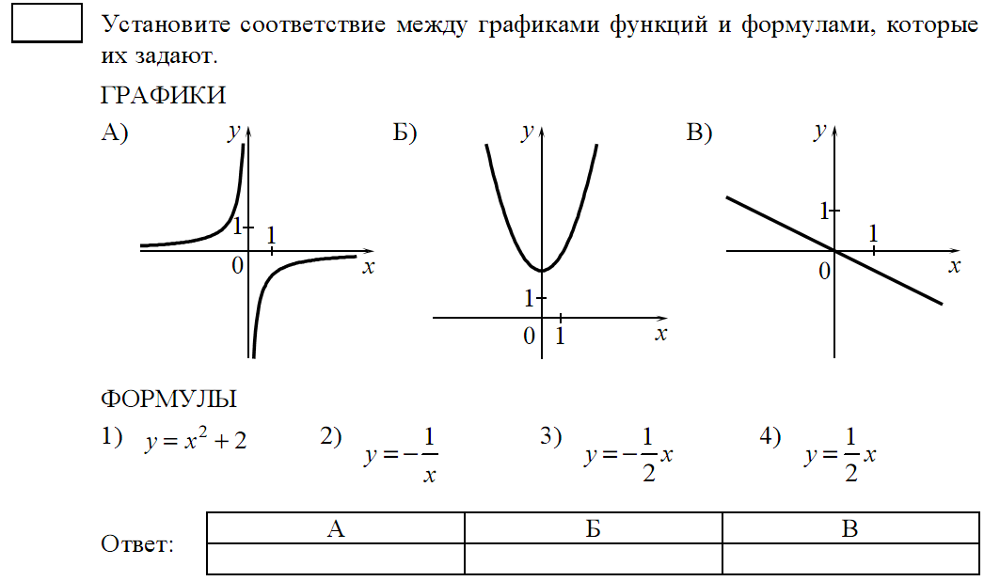 Установите соответствие между графиками функций и формулами, которые
их задают.
ГРАФИКИ
А) Б) В)
y 1 1 0 x
y 1 0 1 x
y 1 1 0 x
ФОРМУЛЫ
1) y = x² + 2 2) y = −1/x 3) y = −1/2 x 4) y = 1/2 x
Ответ: А Б В